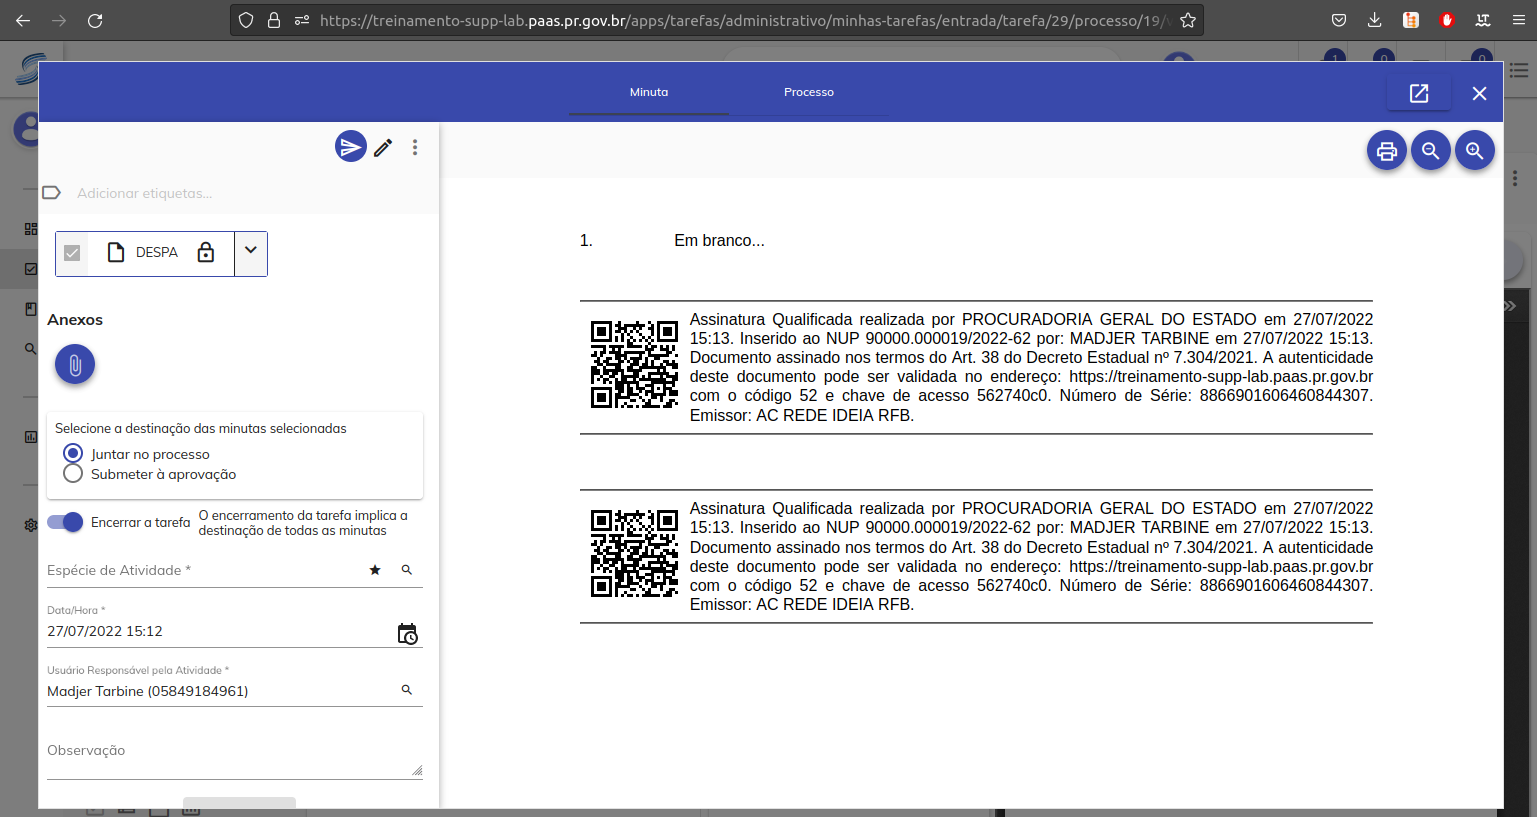 https://treinamento-supp-lab.paas.pr.gov.br/apps/tarefas/administrativo/minhas-tarefas/entrada/tarefa/29/processo/19/
Minuta
Processo
Adicionar etiquetas...
DESPA
Anexos
Selecione a destinação das minutas selecionadas
Juntar no processo
Submeter à aprovação
Encerrar a tarefa
O encerramento da tarefa implica a
destinação de todas as minutas
Espécie de Atividade *
Data/Hora *
27/07/2022 15:12
Usuário Responsável pela Atividade *
Madjer Tarbine (05849184961)
Observação
1. Em branco...
Assinatura Qualificada realizada por PROCURADORIA GERAL DO ESTADO em 27/07/2022
15:13. Inserido ao NUP 90000.000019/2022-62 por: MADJER TARBINE em 27/07/2022 15:13.
Documento assinado nos termos do Art. 38 do Decreto Estadual nº 7.304/2021. A autenticidade
deste documento pode ser validada no endereço: https://treinamento-supp-lab.paas.pr.gov.br
com o código 52 e chave de acesso 562740c0. Número de Série: 8866901606460844307.
Emissor: AC REDE IDEIA RFB.
Assinatura Qualificada realizada por PROCURADORIA GERAL DO ESTADO em 27/07/2022
15:13. Inserido ao NUP 90000.000019/2022-62 por: MADJER TARBINE em 27/07/2022 15:13.
Documento assinado nos termos do Art. 38 do Decreto Estadual nº 7.304/2021. A autenticidade
deste documento pode ser validada no endereço: https://treinamento-supp-lab.paas.pr.gov.br
com o código 52 e chave de acesso 562740c0. Número de Série: 8866901606460844307.
Emissor: AC REDE IDEIA RFB.